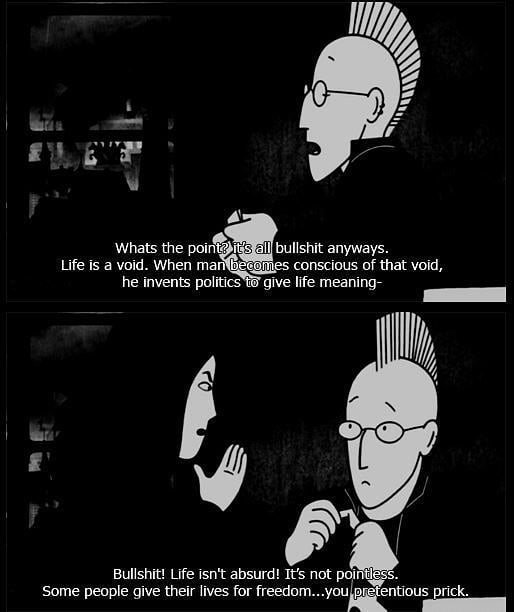 Whats the point? it's all bullshit anyways.
Life is a void. When man becomes conscious of that void,
he invents politics to give life meaning-
Bullshit! Life isn't absurd! It's not pointless.
Some people give their lives for freedom...you pretentious prick.